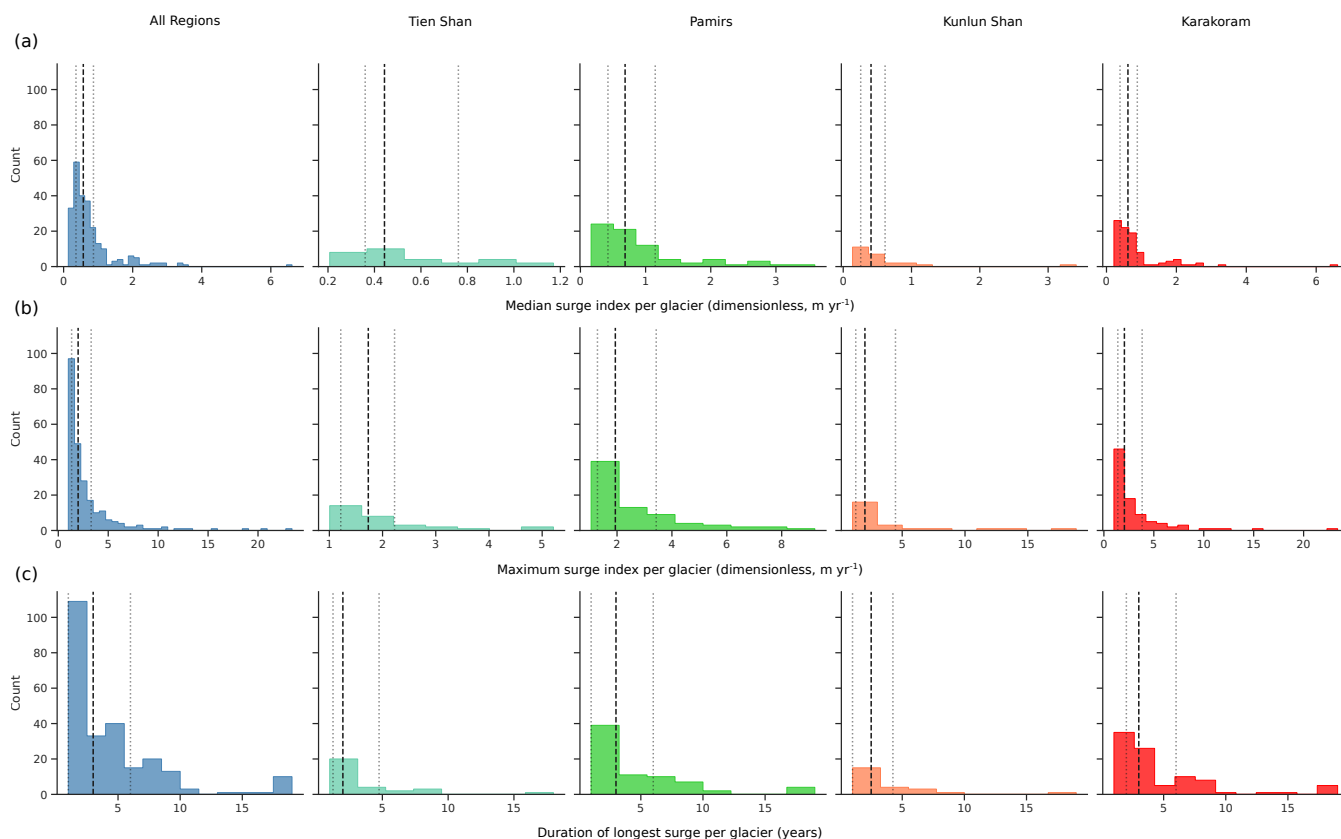 All Regions Tien Shan Pamirs Kunlun Shan Karakoram
(a)
100
80
60
40
20
0
Count
0 2 4 6 0.2 0.4 0.6 0.8 1.0 1.2 0 1 2 3 0 1 2 3 0 2 4 6
Median surge index per glacier (dimensionless, m yr⁻¹)
(b)
100
80
60
40
20
0
Count
0 5 10 15 20 1 2 3 4 5 2 4 6 8 5 10 15 0 5 10 15 20
Maximum surge index per glacier (dimensionless, m yr⁻¹)
(c)
100
80
60
40
20
0
Count
5 10 15 5 10 15 5 10 15 5 10 15 5 10 15
Duration of longest surge per glacier (years)